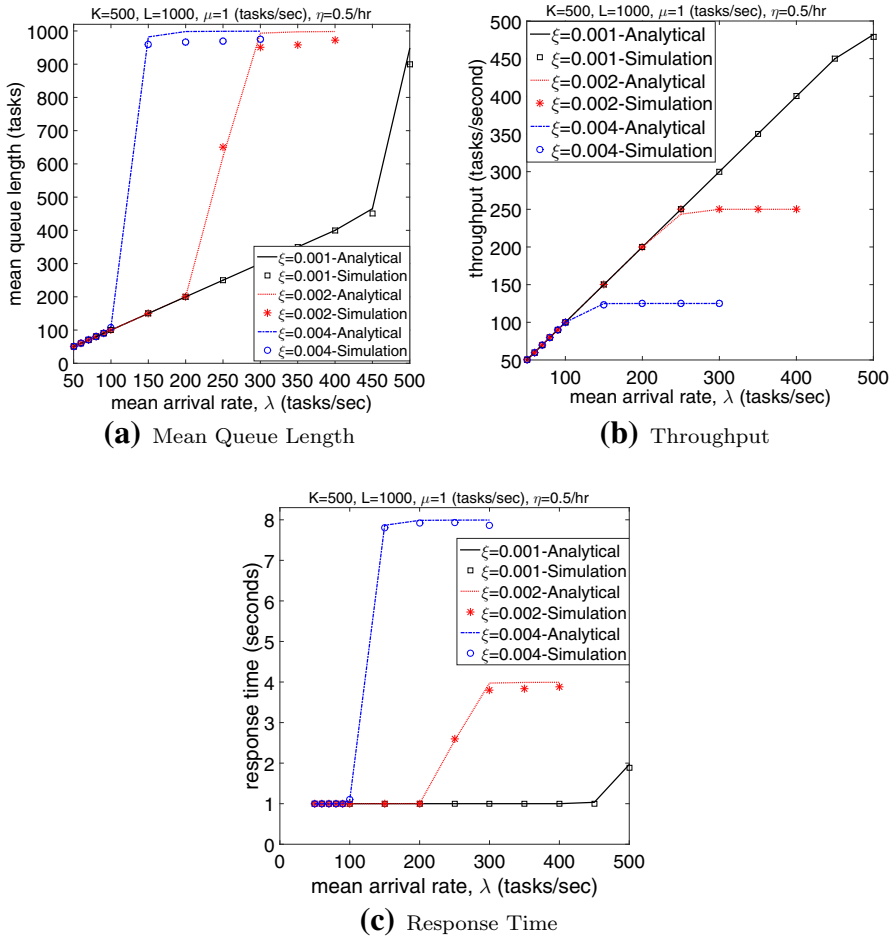 K=500, L=1000, μ=1 (tasks/sec), η=0.5/hr
mean queue length (tasks)
1000
900
800
700
600
500
400
300
200
100
0
ξ=0.001-Analytical
ξ=0.001-Simulation
ξ=0.002-Analytical
ξ=0.002-Simulation
ξ=0.004-Analytical
ξ=0.004-Simulation
50 100 150 200 250 300 350 400 450 500
mean arrival rate, λ (tasks/sec)
(a) Mean Queue Length
K=500, L=1000, μ=1 (tasks/sec), η=0.5/hr
throughput (tasks/second)
500
450
400
350
300
250
200
150
100
50
ξ=0.001-Analytical
ξ=0.001-Simulation
ξ=0.002-Analytical
ξ=0.002-Simulation
ξ=0.004-Analytical
ξ=0.004-Simulation
100 200 300 400 500
mean arrival rate, λ (tasks/sec)
(b) Throughput
K=500, L=1000, μ=1 (tasks/sec), η=0.5/hr
response time (seconds)
8
7
6
5
4
3
2
1
0
ξ=0.001-Analytical
ξ=0.001-Simulation
ξ=0.002-Analytical
ξ=0.002-Simulation
ξ=0.004-Analytical
ξ=0.004-Simulation
0 100 200 300 400 500
mean arrival rate, λ (tasks/sec)
(c) Response Time